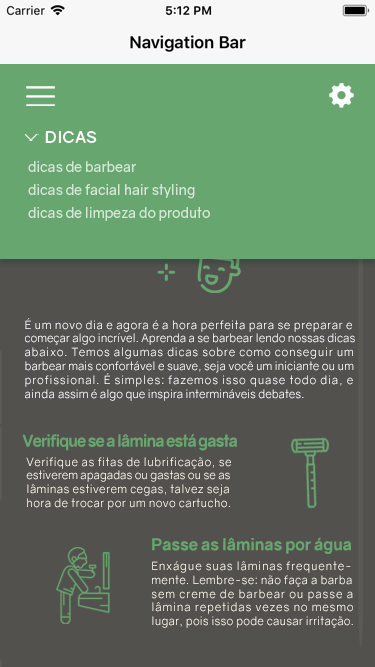 Carrier 5:12 PM
Navigation Bar
DICAS
dicas de barbear
dicas de facial hair styling
dicas de limpeza do produto
É um novo dia e agora é a hora perfeita para se preparar e
começar algo incrível. Aprenda a se barbear lendo nossas dicas
abaixo. Temos algumas dicas sobre como conseguir um
barbear mais confortável e suave, seja você um iniciante ou um
profissional. É simples: fazemos isso quase todo dia, e
ainda assim é algo que inspira intermináveis debates.
Verifique se a lâmina está gasta
Verifique as fitas de lubrificação, se
estiverem apagadas ou gastas ou se as
lâminas estiverem cegas, talvez seja
hora de trocar por um novo cartucho.
Passe as lâminas por água
Enxágue suas lâminas frequente-
mente. Lembre-se: não faça a barba
sem creme de barbear ou passe a
lâmina repetidas vezes no mesmo
lugar, pois isso pode causar irritação.